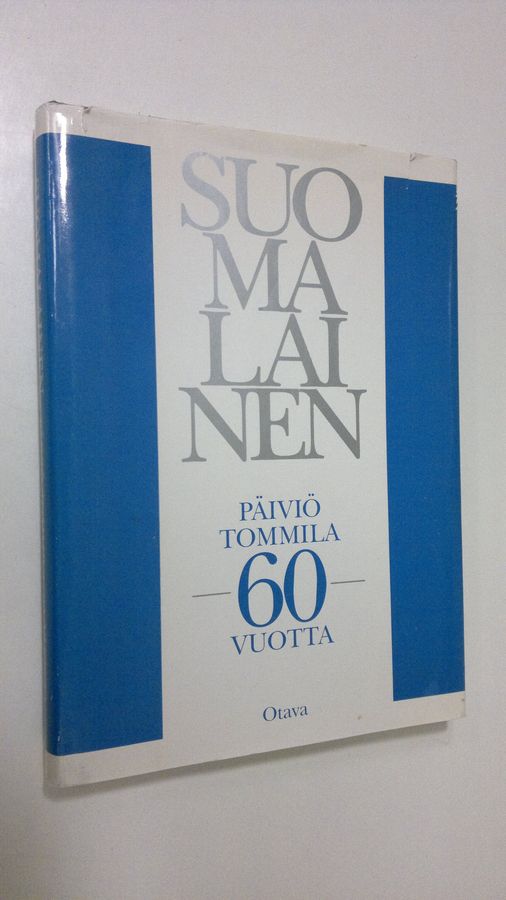 SUO
MA
LAI
NEN
PÄIVIÖ
TOMMILA
60
VUOTTA
Otava